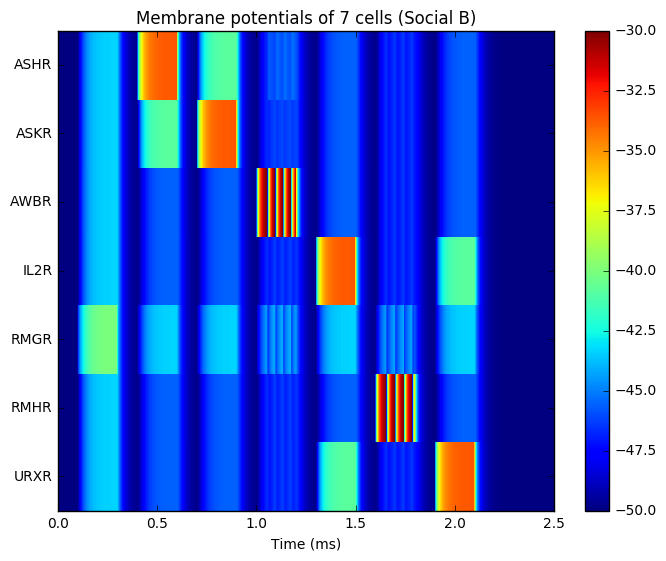 Membrane potentials of 7 cells (Social B)
ASHR
ASKR
AWBR
IL2R
RMGR
RMHR
URXR
0.0 0.5 1.0 1.5 2.0 2.5
Time (ms)
−30.0
−32.5
−35.0
−37.5
−40.0
−42.5
−45.0
−47.5
−50.0